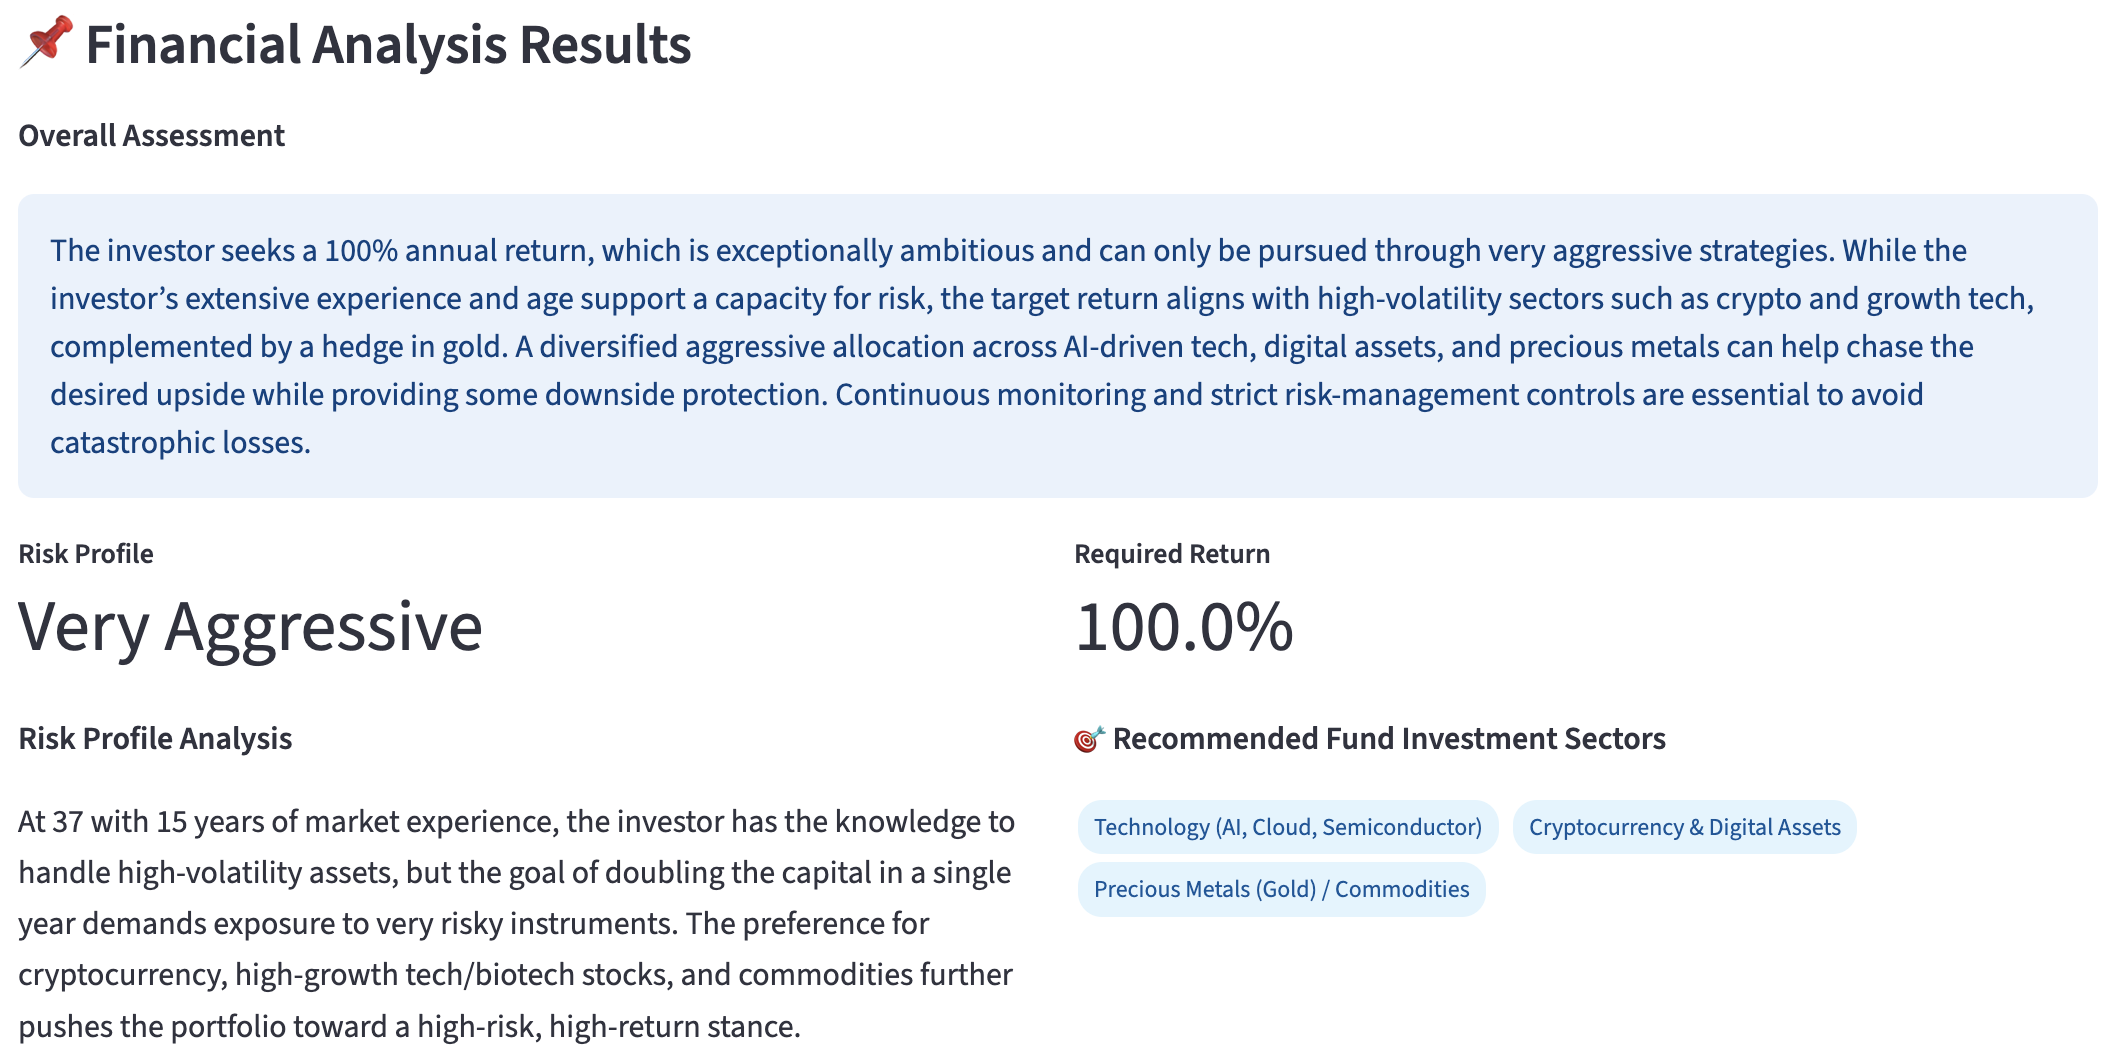 Financial Analysis Results
Overall Assessment
The investor seeks a 100% annual return, which is exceptionally ambitious and can only be pursued through very aggressive strategies. While the
investor’s extensive experience and age support a capacity for risk, the target return aligns with high-volatility sectors such as crypto and growth tech,
complemented by a hedge in gold. A diversified aggressive allocation across AI-driven tech, digital assets, and precious metals can help chase the
desired upside while providing some downside protection. Continuous monitoring and strict risk-management controls are essential to avoid
catastrophic losses.
Risk Profile
Very Aggressive
Required Return
100.0%
Risk Profile Analysis
At 37 with 15 years of market experience, the investor has the knowledge to
handle high-volatility assets, but the goal of doubling the capital in a single
year demands exposure to very risky instruments. The preference for
cryptocurrency, high-growth tech/biotech stocks, and commodities further
pushes the portfolio toward a high-risk, high-return stance.
Recommended Fund Investment Sectors
Technology (AI, Cloud, Semiconductor)
Cryptocurrency & Digital Assets
Precious Metals (Gold) / Commodities